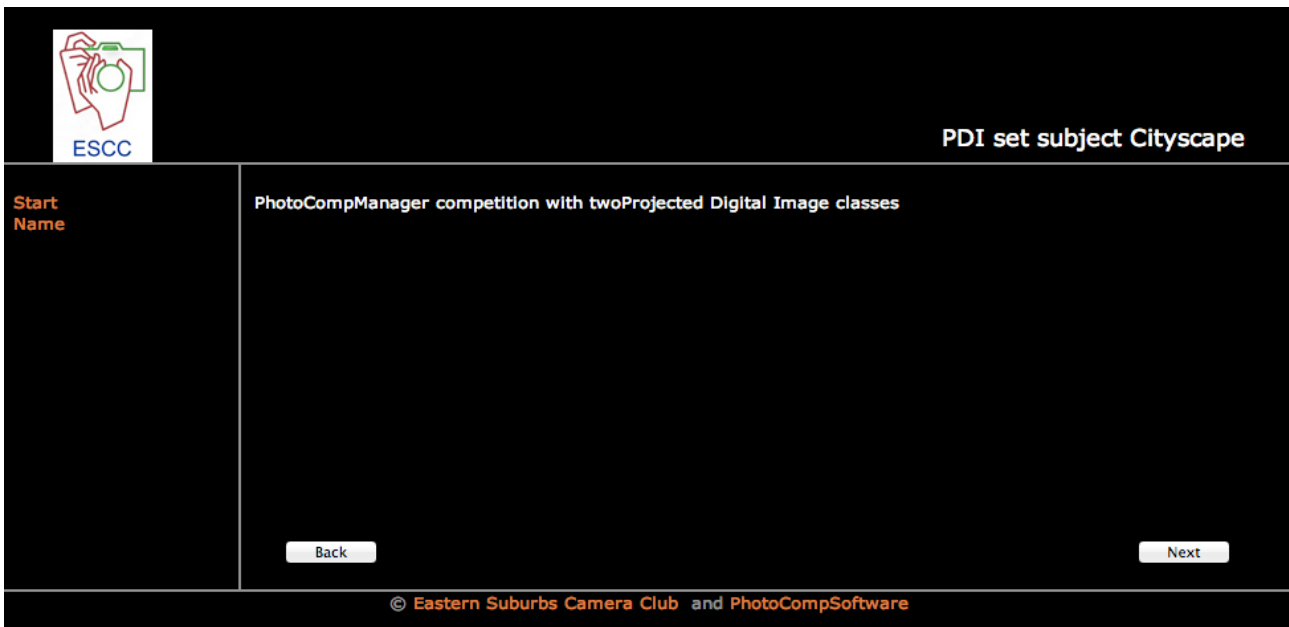 ESCC
PDI set subject Cityscape
Start
Name
PhotoCompManager competition with twoProjected Digital Image classes
Back
Next
© Eastern Suburbs Camera Club and PhotoCompSoftware